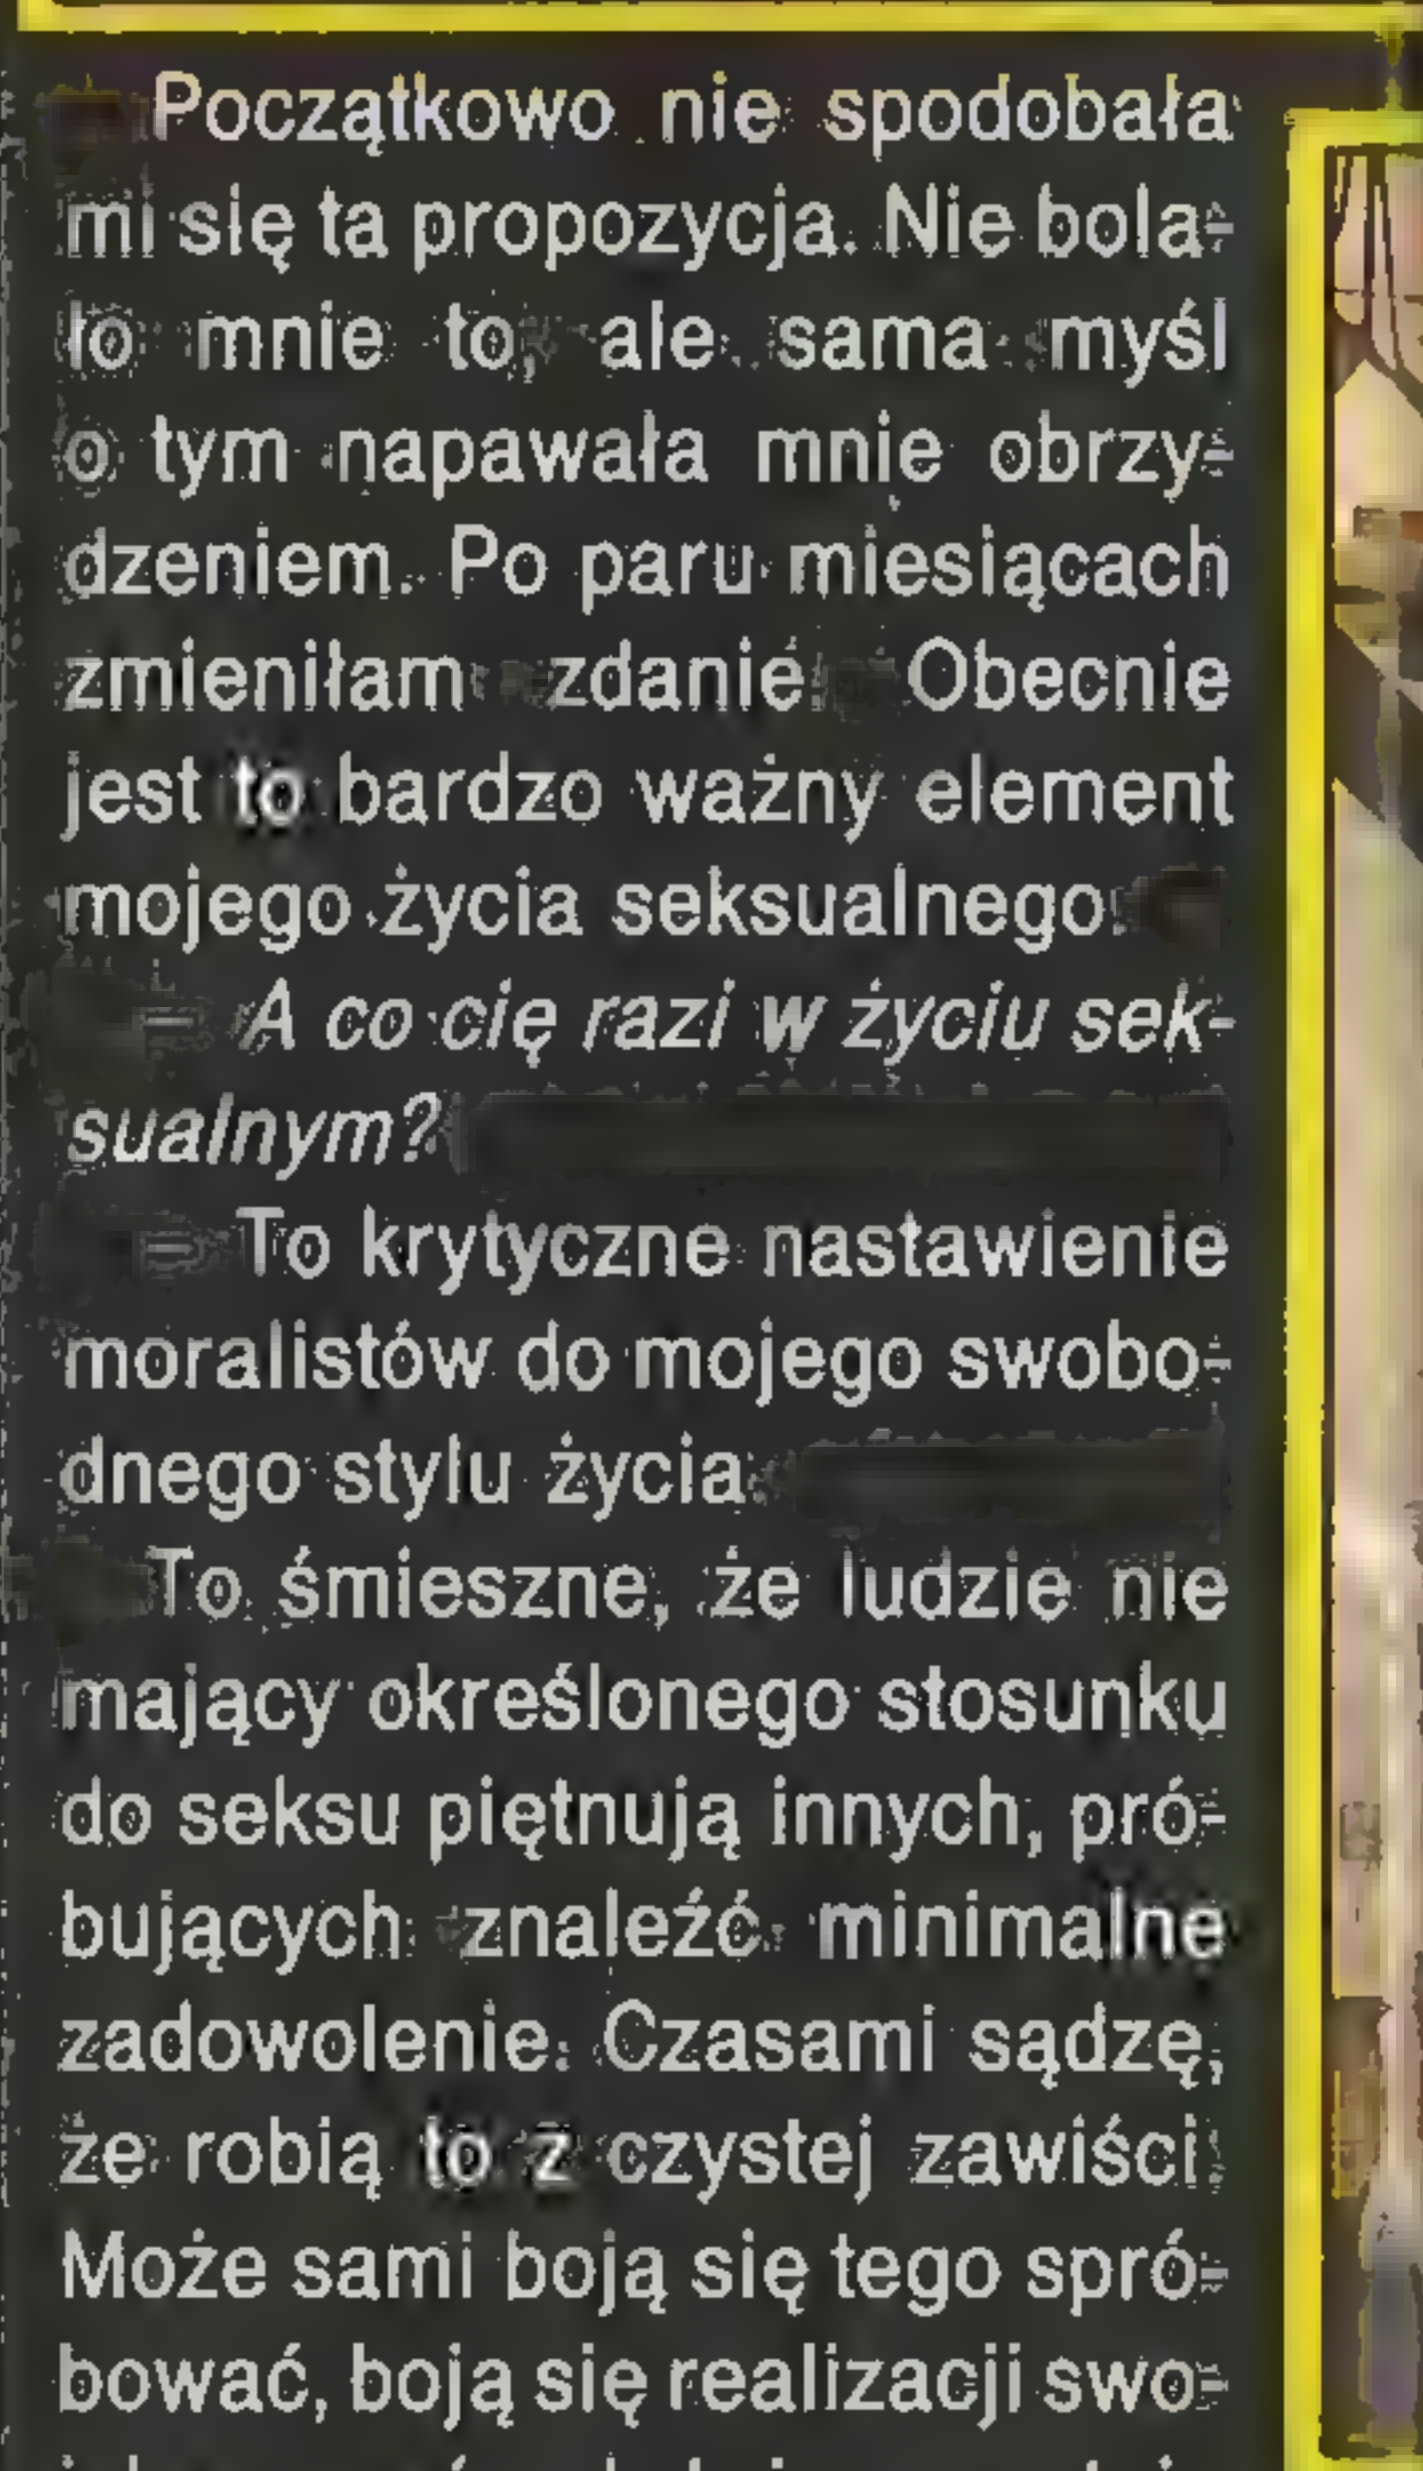 Początkowo nie spodobała
mi się ta propozycja. Nie bola-
ło mnie to, ale sama myśl
o tym napawała mnie obrzy-
dzeniem. Po paru miesiącach
zmieniłam zdanie. Obecnie
jest to bardzo ważny element
mojego życia seksualnego.
– A co cię razi w życiu sek-
sualnym?
– To krytyczne nastawienie
moralistów do mojego swobo-
dnego stylu życia.
To śmieszne, że ludzie nie
mający określonego stosunku
do seksu piętnują innych, pró-
bujących znaleźć minimalne
zadowolenie. Czasami sądzę,
że robią to z czystej zawiści.
Może sami boją się tego spró-
bować, boją się realizacji swo-